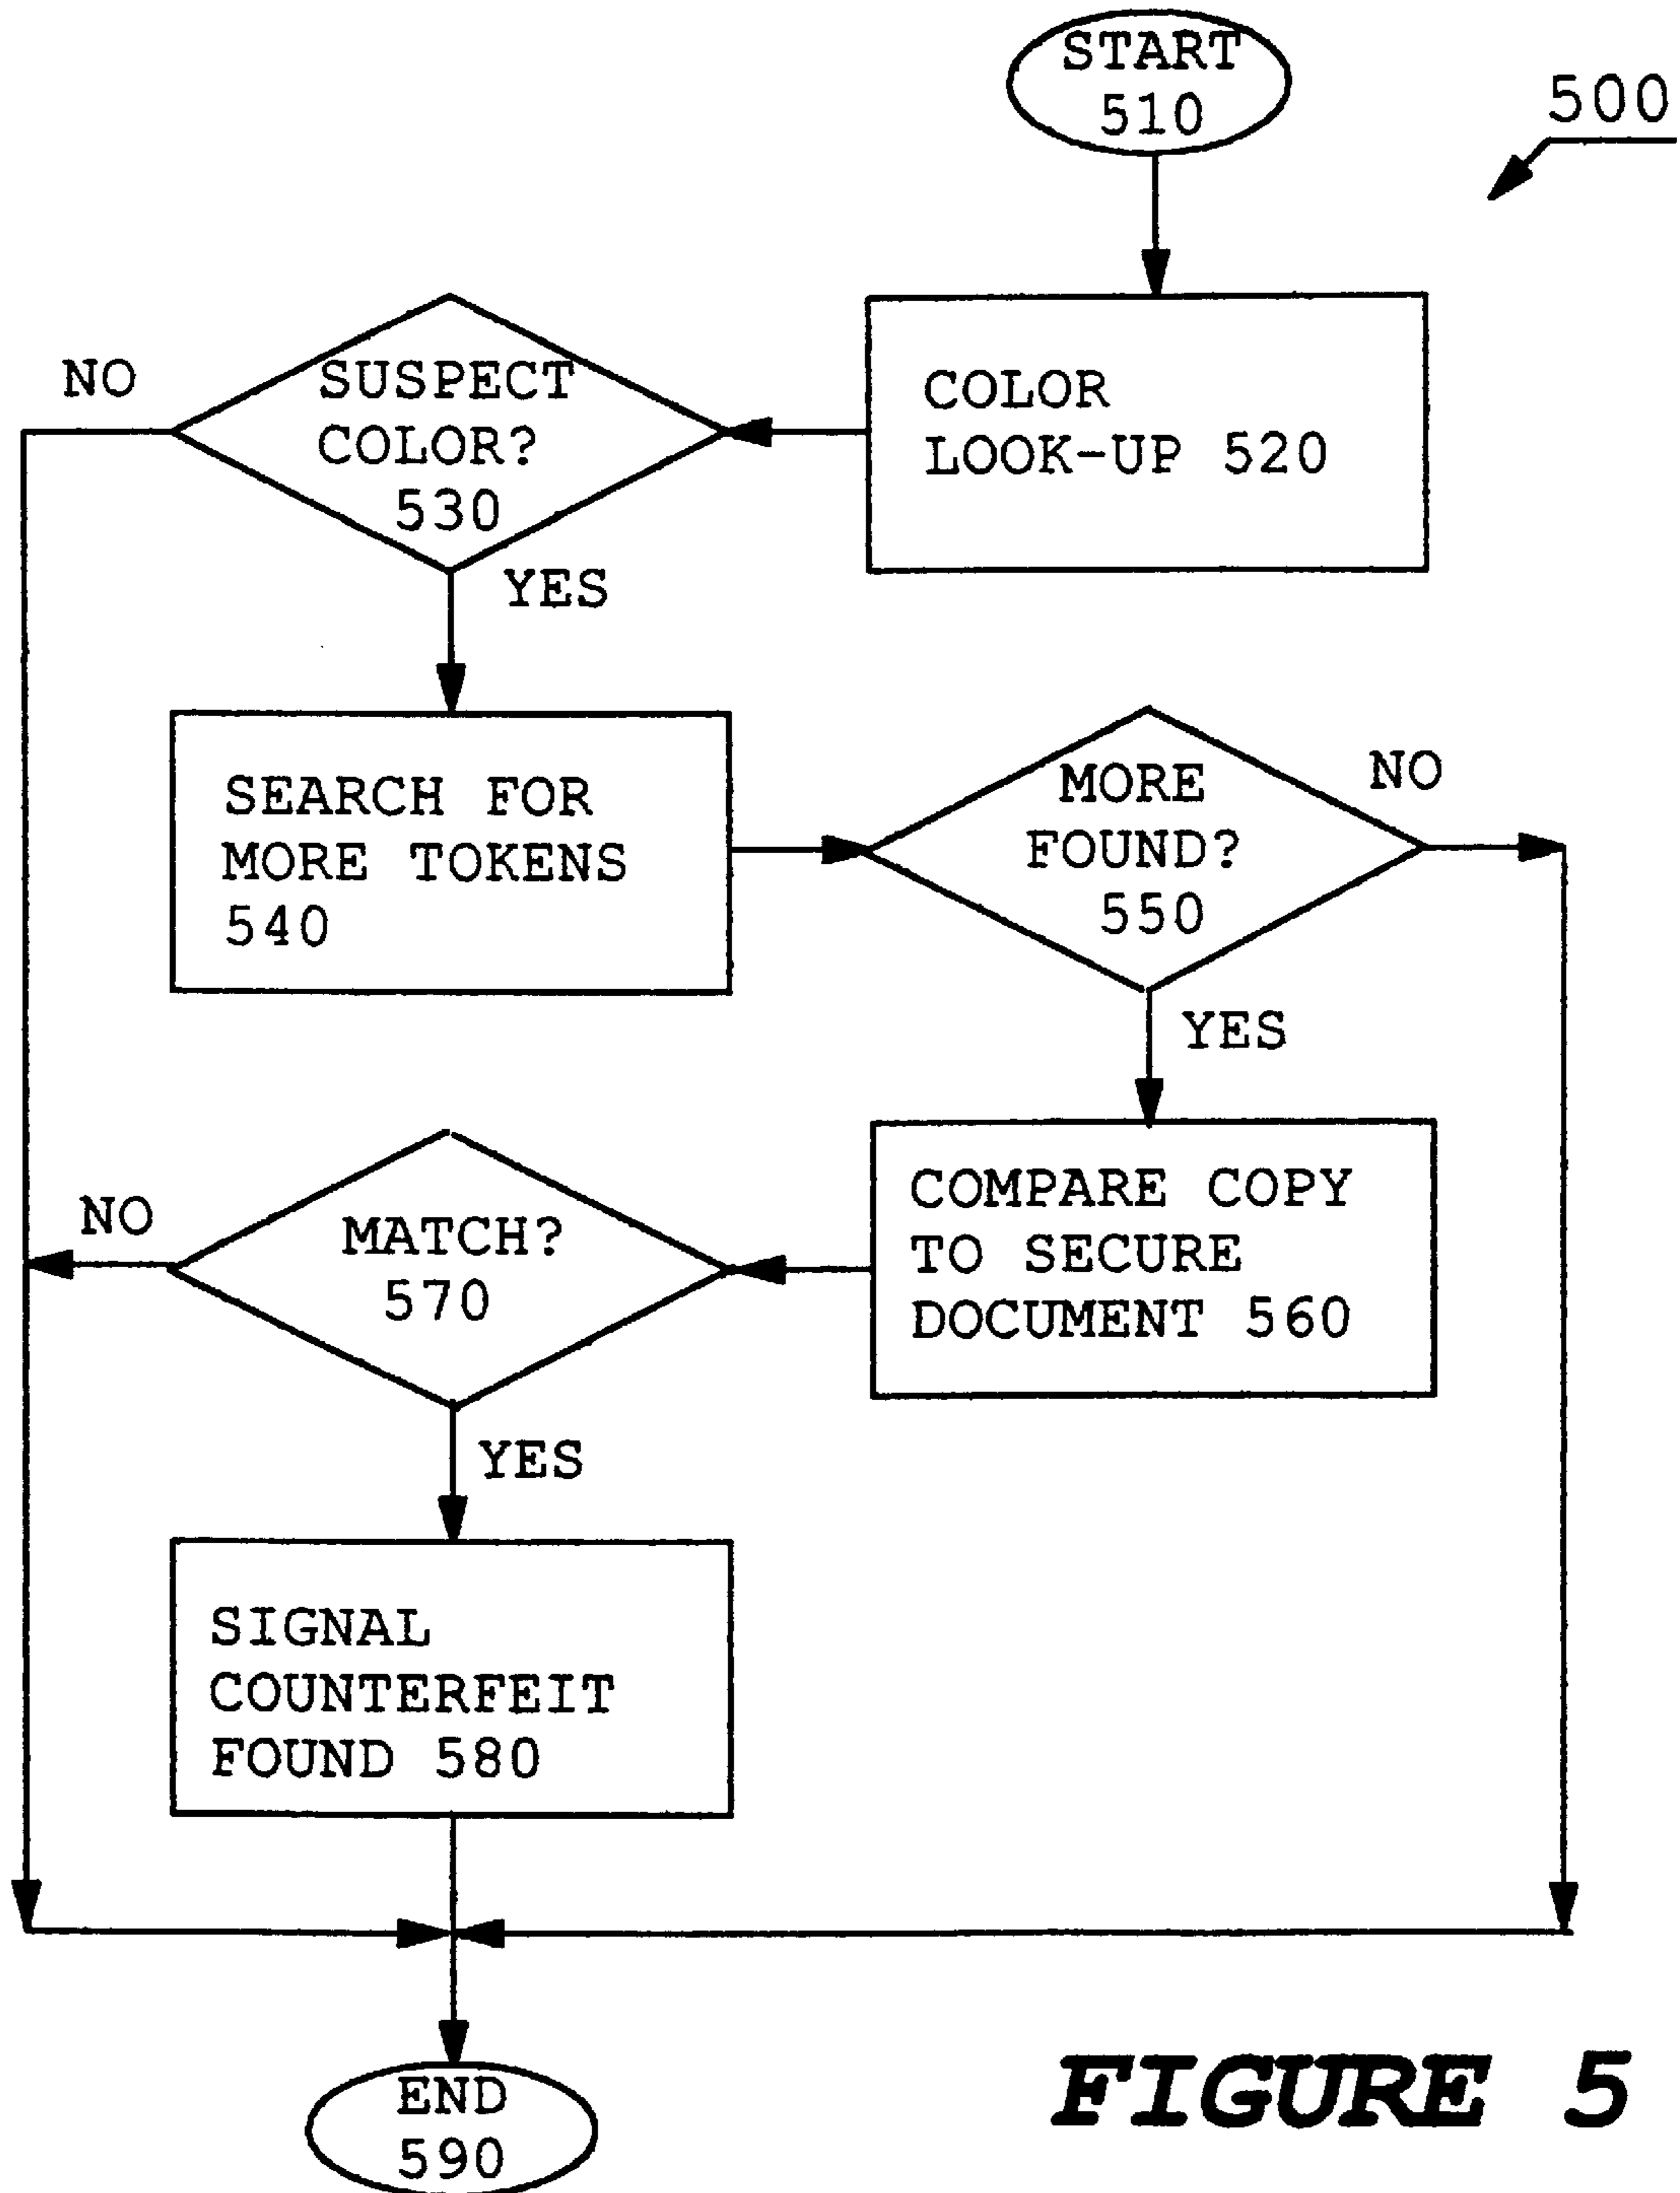 START
510
500
NO
SUSPECT
COLOR?
530
COLOR
LOOK-UP 520
YES
SEARCH FOR
MORE TOKENS
540
MORE
FOUND?
550
NO
YES
COMPARE COPY
TO SECURE
DOCUMENT 560
NO
MATCH?
570
YES
SIGNAL
COUNTERFEIT
FOUND 580
END
590
FIGURE 5